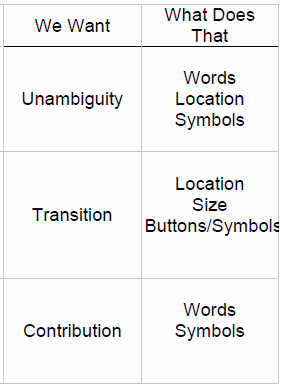 We Want
What Does
That
Unambiguity
Words
Location
Symbols
Transition
Location
Size
Buttons/Symbols
Contribution
Words
Symbols